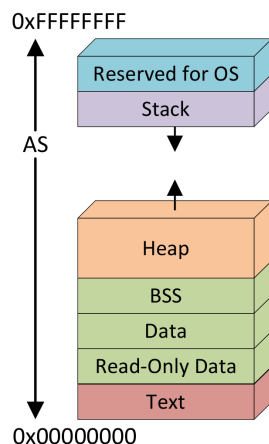 0xFFFFFFFF
Reserved for OS
Stack
AS
Heap
BSS
Data
Read-Only Data
Text
0x00000000